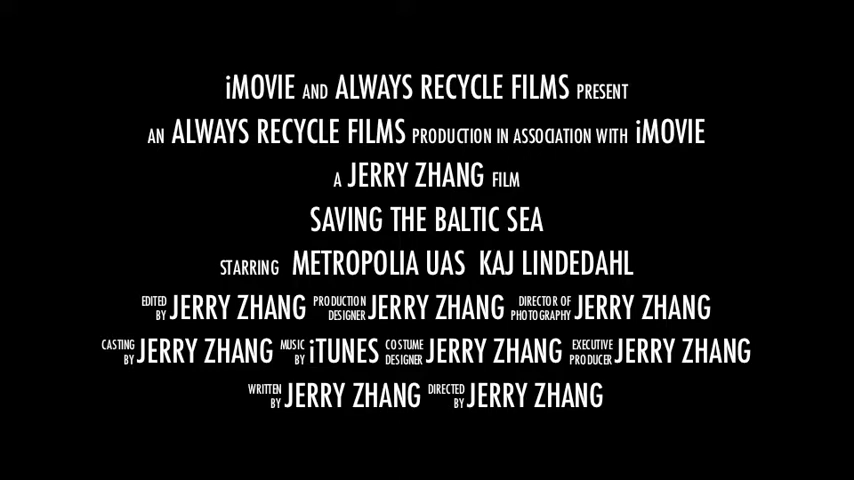 iMOVIE AND ALWAYS RECYCLE FILMS PRESENT
AN ALWAYS RECYCLE FILMS PRODUCTION IN ASSOCIATION WITH iMOVIE
A JERRY ZHANG FILM
SAVING THE BALTIC SEA
STARRING METROPOLIA UAS KAJ LINDEDAHL
EDITED BY JERRY ZHANG PRODUCTION DESIGNER JERRY ZHANG DIRECTOR OF PHOTOGRAPHY JERRY ZHANG
CASTING BY JERRY ZHANG MUSIC BY iTUNES COSTUME DESIGNER JERRY ZHANG EXECUTIVE PRODUCER JERRY ZHANG
WRITTEN BY JERRY ZHANG DIRECTED BY JERRY ZHANG